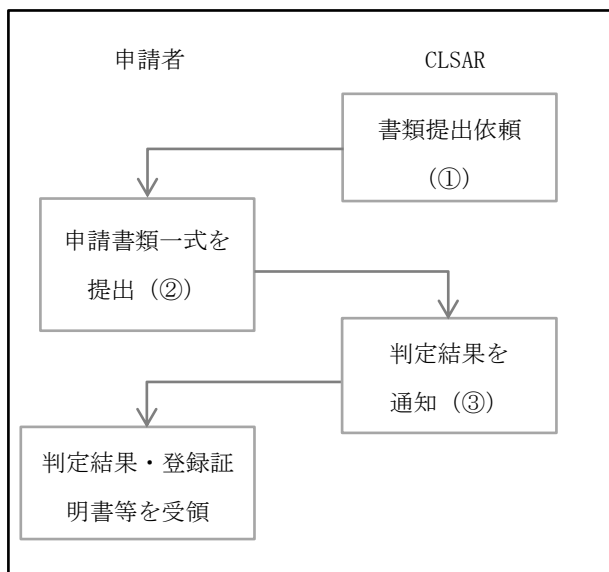 申請者
CLSAR
書類提出依頼
(①)
申請書類一式を
提出 (②)
判定結果を
通知 (③)
判定結果・登録証
明書等を受領